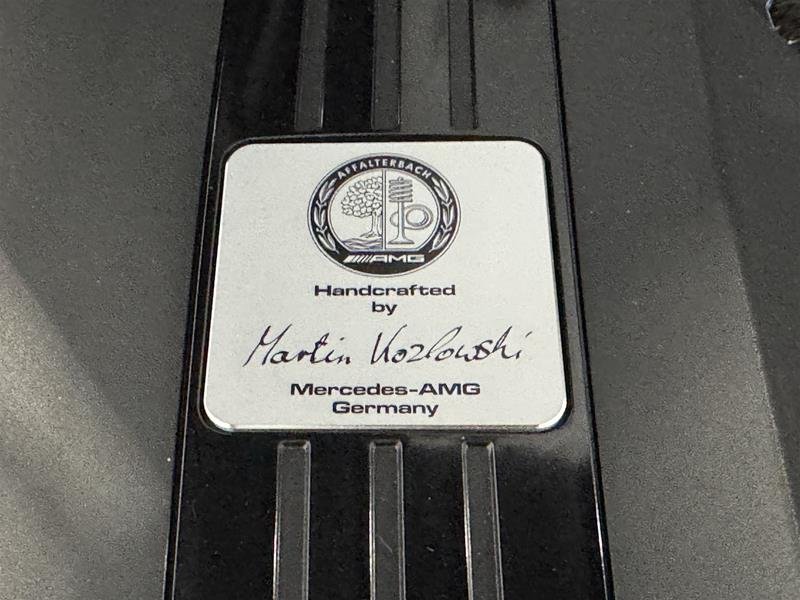 AFFALTERBACH
AMG
Handcrafted
by
Martin Kozlowski
Mercedes-AMG
Germany